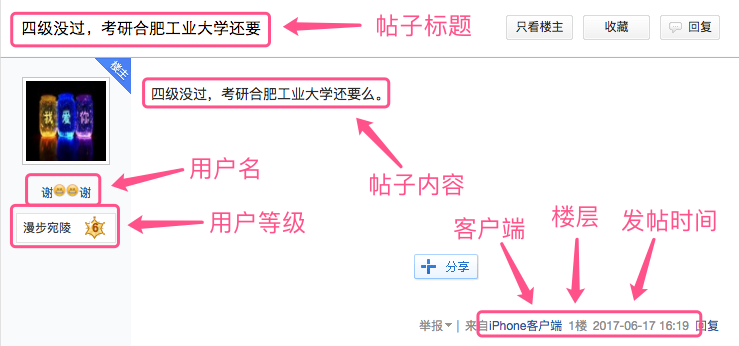 四级没过，考研合肥工业大学还要
帖子标题
只看楼主
收藏
回复
楼主
我爱你
四级没过，考研合肥工业大学还要么。
用户名
谢😁😁谢
帖子内容
漫步宛陵 6
用户等级
客户端
楼层
发帖时间
分享
举报 | 来自iPhone客户端 1楼 2017-06-17 16:19 回复